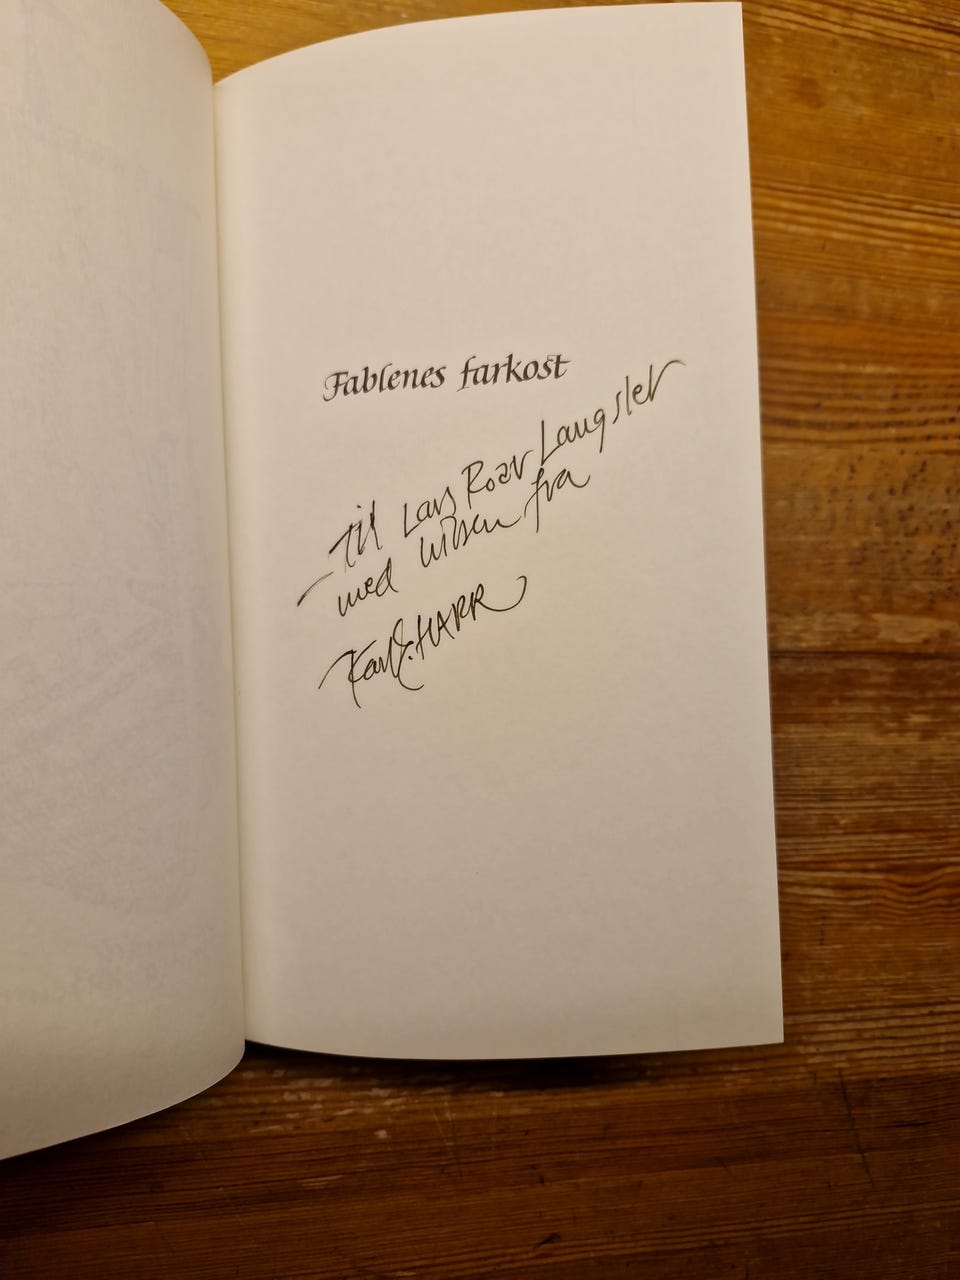 Fablenes farkost
Til Lars Roar Langslet
med hilsen fra
Karl E. HARR